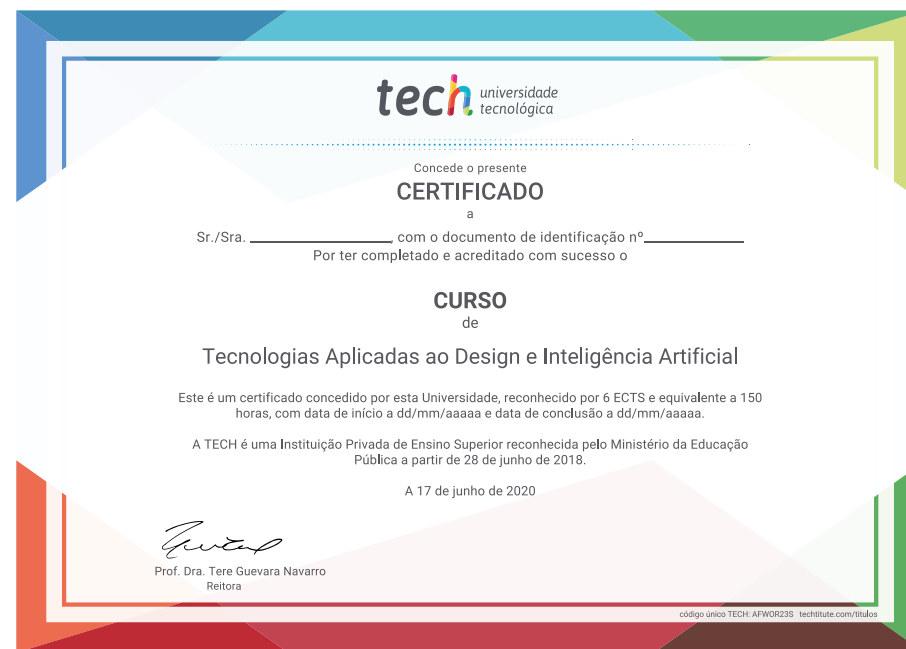 tech universidade
tecnológica
Concede o presente
CERTIFICADO
a
Sr./Sra. , com o documento de identificação nº
Por ter completado e acreditado com sucesso o
CURSO
de
Tecnologias Aplicadas ao Design e Inteligência Artificial
Este é um certificado concedido por esta Universidade, reconhecido por 6 ECTS e equivalente a 150
horas, com data de início a dd/mm/aaaaa e data de conclusão a dd/mm/aaaaa.
A TECH é uma Instituição Privada de Ensino Superior reconhecida pelo Ministério da Educação
Pública a partir de 28 de junho de 2018.
A 17 de junho de 2020
Prof. Dra. Tere Guevara Navarro
Reitora
código único TECH: AFWOR23S techtitute.com/titulos